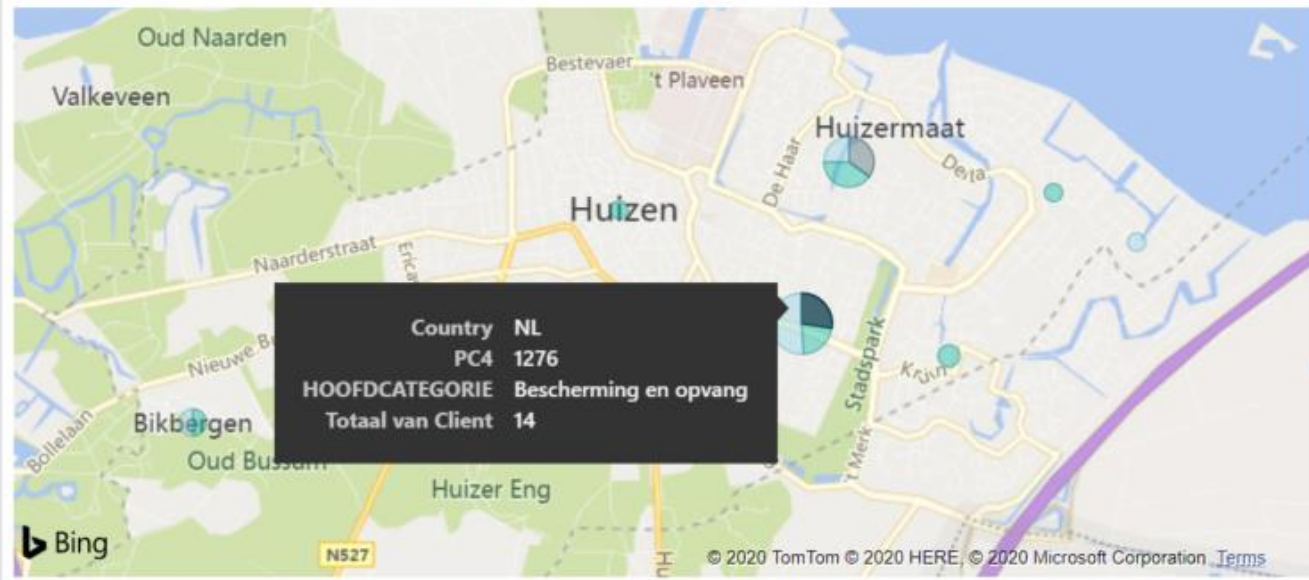 Oud Naarden
Bestevaer
't Plaveen
Valkeveen
Huizermaat
De Haar
Delta
Huizen
Naarderstraat
Country NL
PC4 1276
HOOFDCATEGORIE Bescherming en opvang
Totaal van Client 14
Stadspark
Bikbergen
Bollelaan
Oud Bussum
't Merk
Huizer Eng
Bing
N527
© 2020 TomTom © 2020 HERE, © 2020 Microsoft Corporation Terms